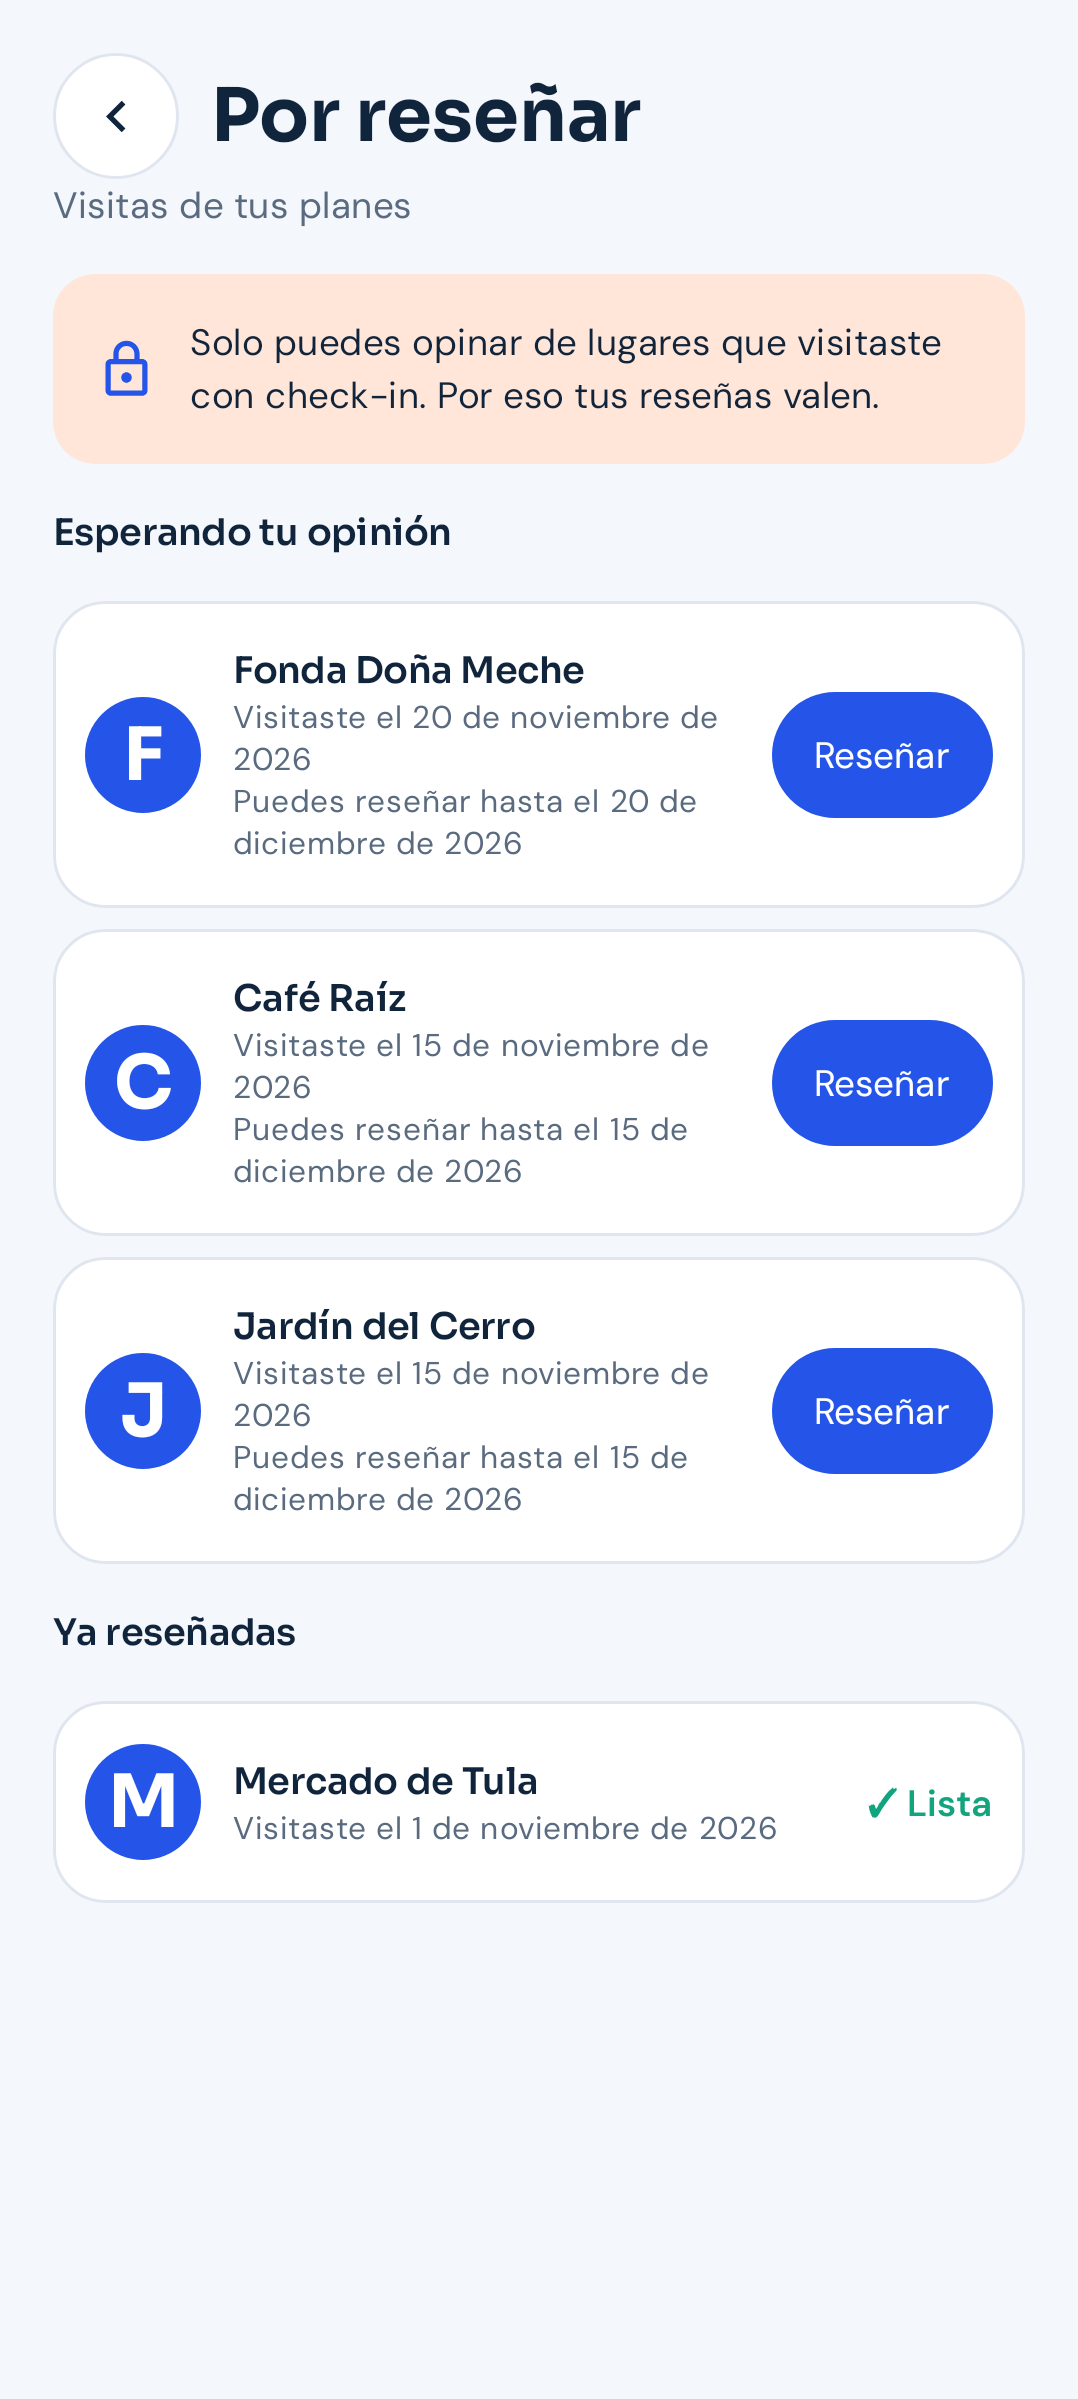 Por reseñar
Visitas de tus planes
Solo puedes opinar de lugares que visitaste
con check-in. Por eso tus reseñas valen.
Esperando tu opinión
F
Fonda Doña Meche
Visitaste el 20 de noviembre de
2026
Puedes reseñar hasta el 20 de
diciembre de 2026
Reseñar
C
Café Raíz
Visitaste el 15 de noviembre de
2026
Puedes reseñar hasta el 15 de
diciembre de 2026
Reseñar
J
Jardín del Cerro
Visitaste el 15 de noviembre de
2026
Puedes reseñar hasta el 15 de
diciembre de 2026
Reseñar
Ya reseñadas
M
Mercado de Tula
Visitaste el 1 de noviembre de 2026
✓ Lista